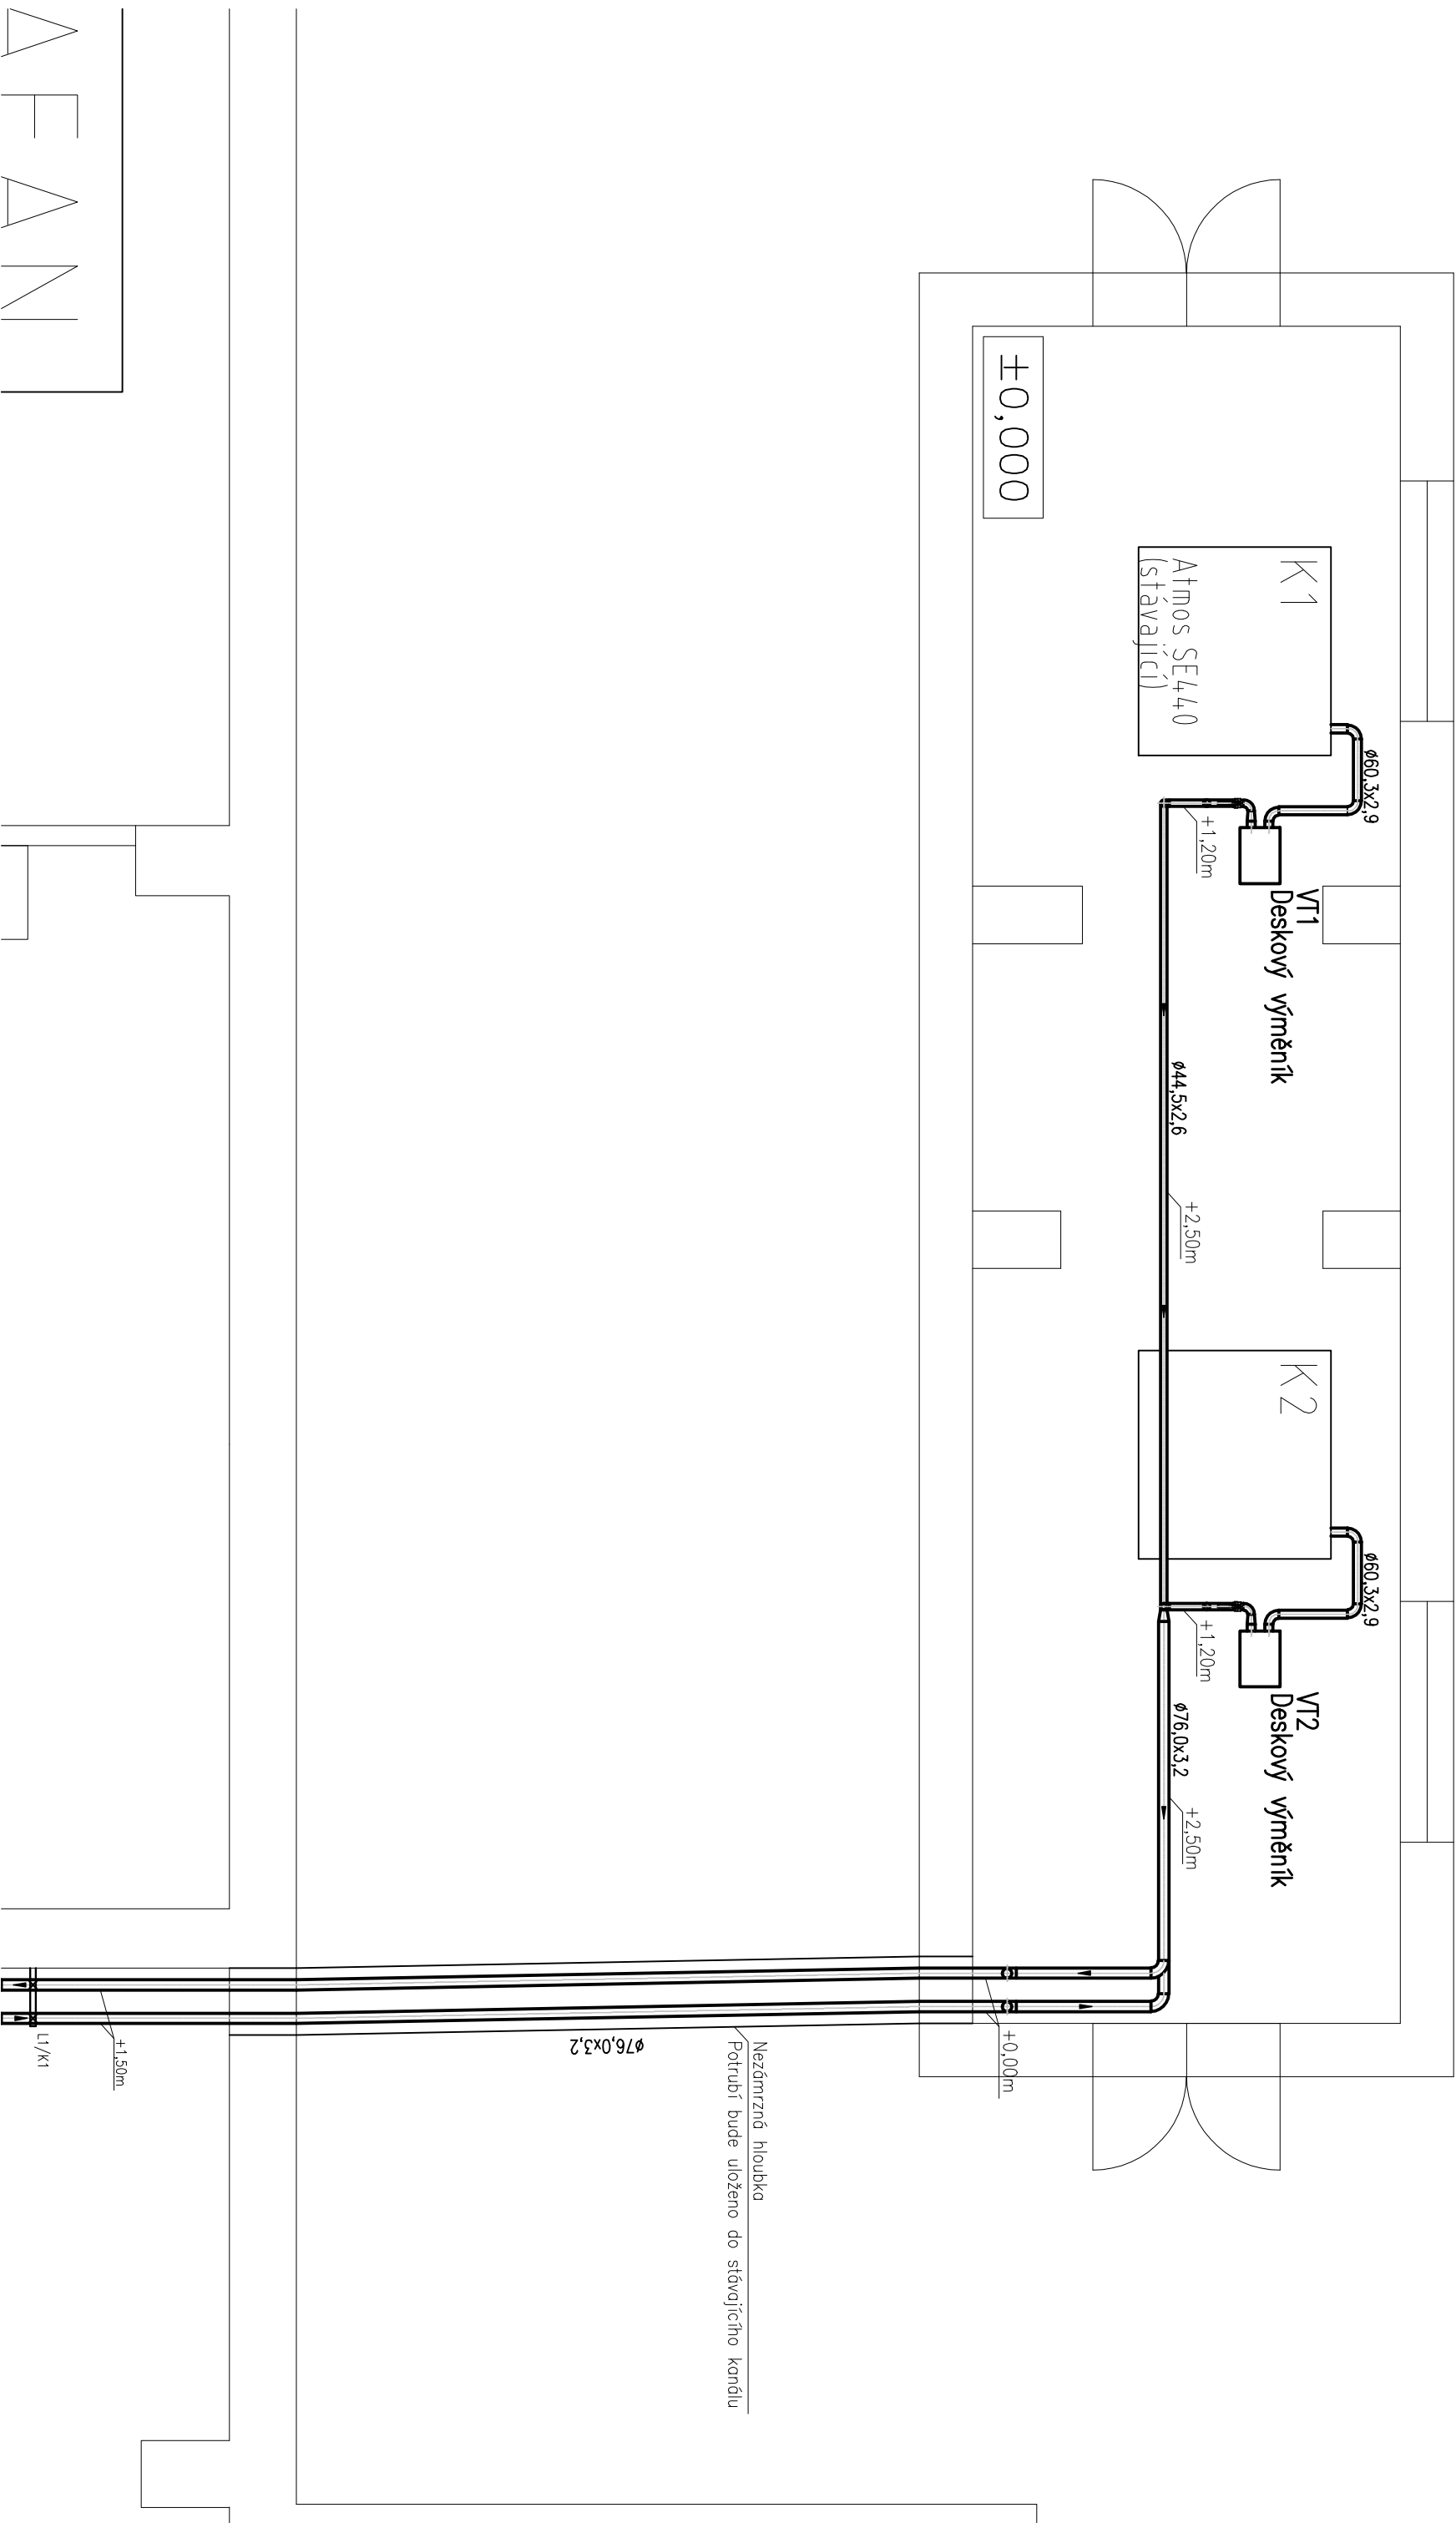 AFAN
±0,000
K1
Atmos SE440
(stávající)
ø60,3x2,9
+1,20m
VT1
Deskový výměník
ø44,5x2,6
+2,50m
K2
ø60,3x2,9
+1,20m
VT2
Deskový výměník
ø76,0x3,2
+2,50m
+0,00m
Nezámrzná hloubka
Potrubí bude uloženo do stávajícího kanálu
ø76,0x3,2
+1,50m
L1/K1